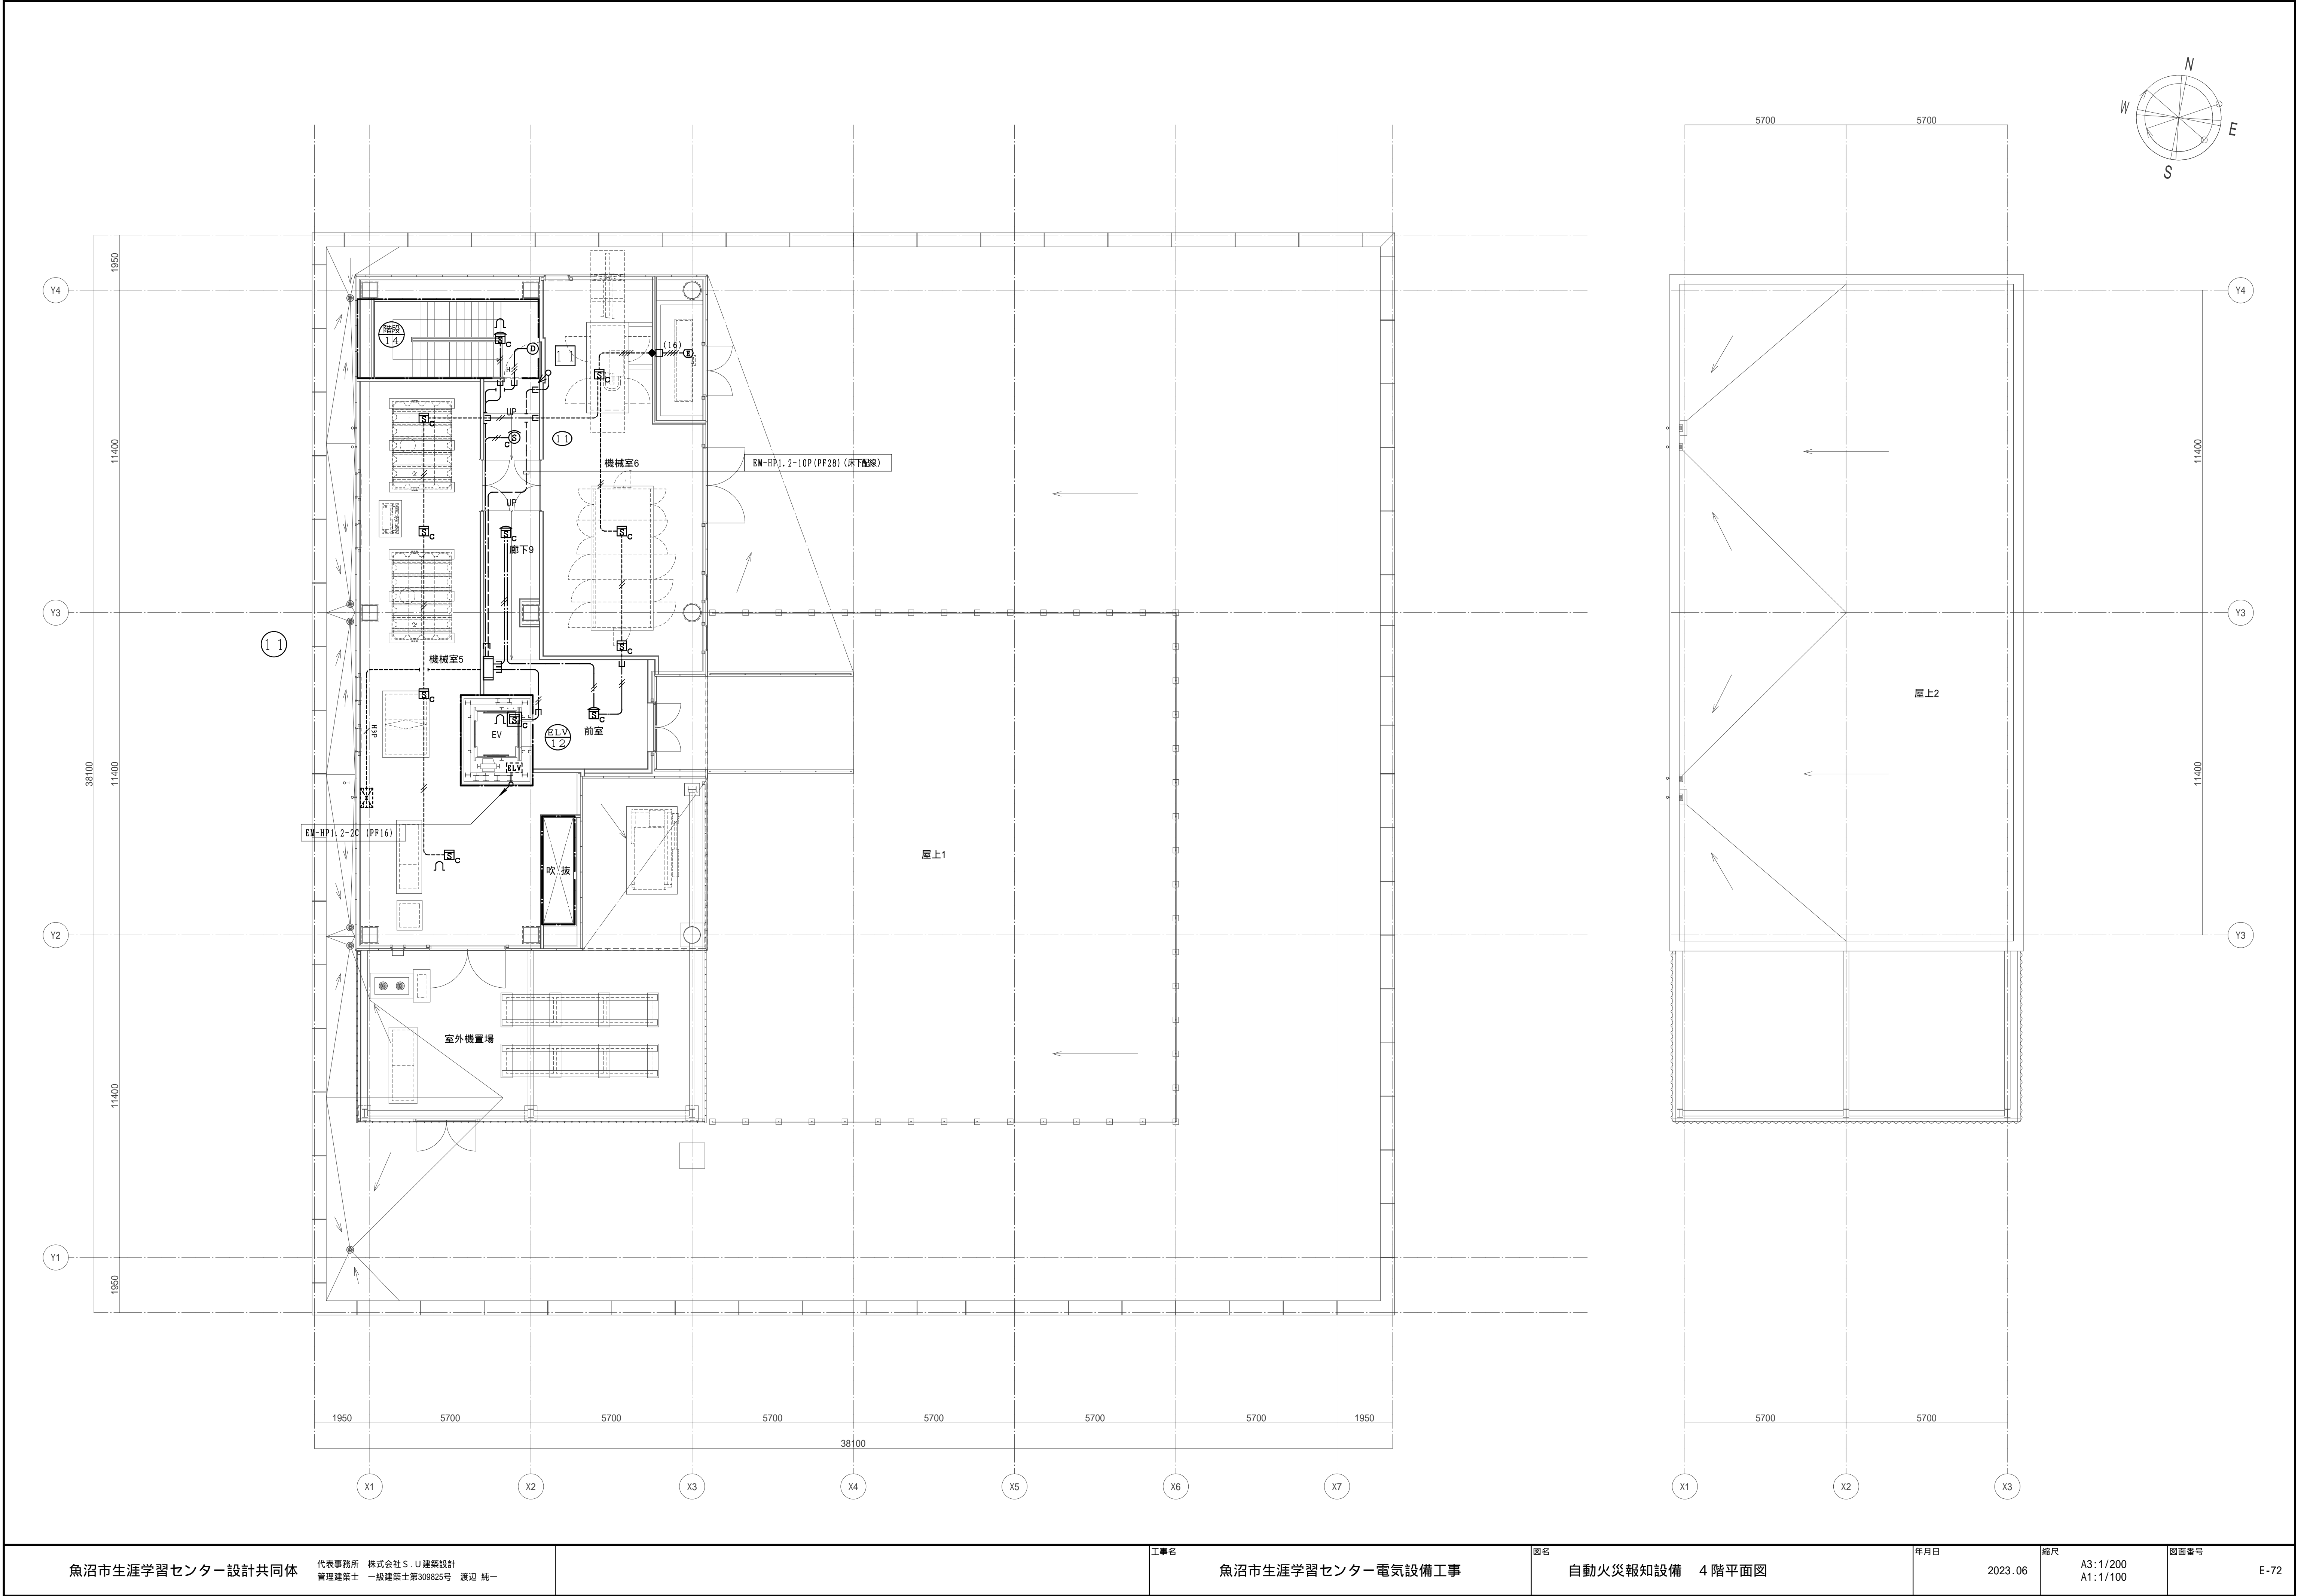 N
W
E
S
5700
5700
1950
11400
11400
11400
1950
38100
Y4
Y3
Y2
Y1
階段
14
S
C
D
11
(16)
E
H
S
C
S
C
UP
S
C
11
機械室6
EM-HP1.2-10P(PF28)(床下配線)
UP
S
C
S
C
S
C
廊下9
11
S
C
機械室5
S
C
H3P
S
C
EV
ELV
12
S
C
前室
ELV
EM-HP1.2-2C (PF16)
S
C
吹 抜
屋上1
室外機置場
屋上2
Y4
Y3
Y3
11400
11400
1950
5700
5700
5700
5700
5700
5700
1950
38100
5700
5700
X1
X2
X3
X4
X5
X6
X7
X1
X2
X3
魚沼市生涯学習センター設計共同体
代表事務所 株式会社S.U建築設計
管理建築士 一級建築士第309825号 渡辺 純一
工事名
魚沼市生涯学習センター電気設備工事
図名
自動火災報知設備 4階平面図
年月日
2023.06
縮尺
A3:1/200
A1:1/100
図面番号
E-72